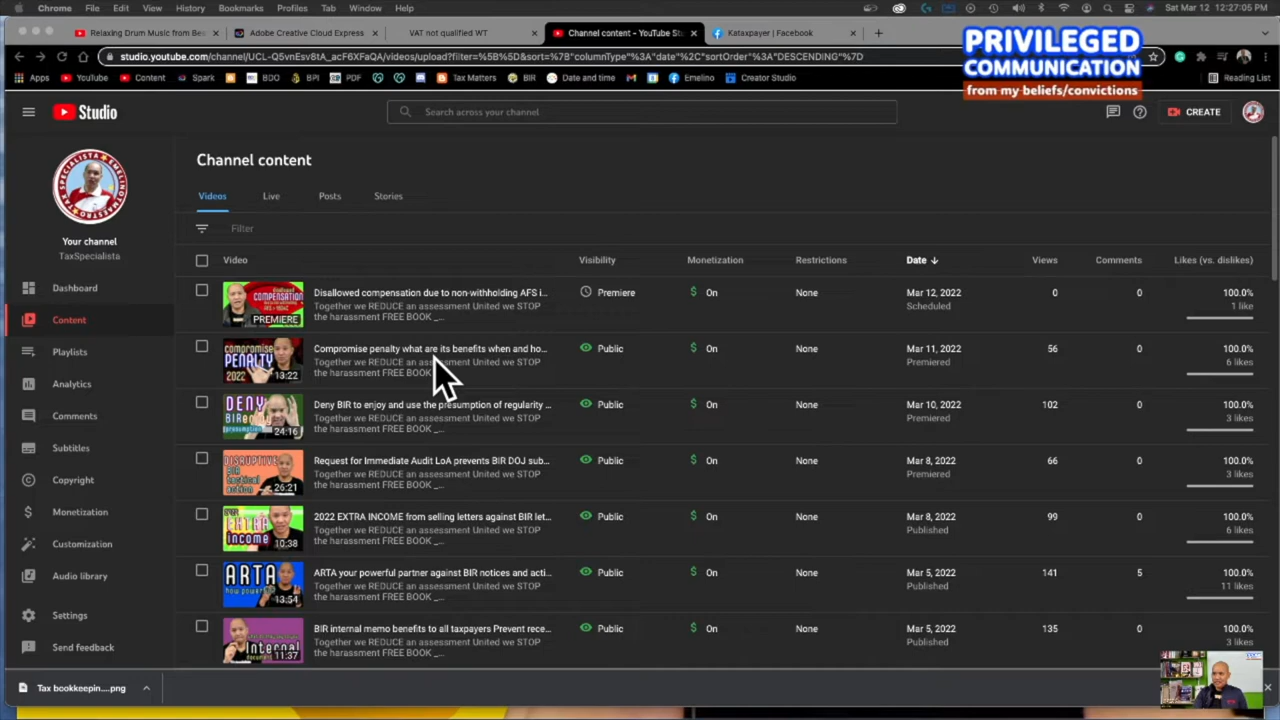 Chrome File Edit View History Bookmarks Profiles Tab Window Help Sat Mar 12 12:27:05 PM
Relaxing Drum Music from Be Adobe Creative Cloud Express VAT not qualified WT Channel content - YouTube St Kataxpayer | Facebook
studio.youtube.com/channel/UCL-Q5vnEsv8tA_acF6XFaQA/videos/upload?filter=%5B%5D&sort=%7B"columnType"%3A"date"%2C"sortOrder"%3A"DESCENDING"%7D
Apps YouTube Content Spark BDO BPI PDF Tax Matters BIR Date and time Emelino Creator Studio Reading List
PRIVILEGED
COMMUNICATION
from my beliefs/convictions
Studio
Search across your channel
CREATE
TAX SPECIALISTA
Your channel
TaxSpecialista
Dashboard
Content
Playlists
Analytics
Comments
Subtitles
Copyright
Monetization
Customization
Audio library
Settings
Send feedback
Channel content
Videos Live Posts Stories
Filter
Video Visibility Monetization Restrictions Date Views Comments Likes (vs. dislikes)
COMPENSATION
PREMIERE
Disallowed compensation due to non-withholding AFS i... Premiere On None Mar 12, 2022 0 0 100.0%
Together we REDUCE an assessment United we STOP Scheduled 1 like
the harassment FREE BOOK _...
compromise
PENALTY
2022
13:22
Compromise penalty what are its benefits when and ho... Public On None Mar 11, 2022 56 0 100.0%
Together we REDUCE an assessment United we STOP Premiered 6 likes
the harassment FREE BOOK
DENY
BIR
presumption
24:16
Deny BIR to enjoy and use the presumption of regularity ... Public On None Mar 10, 2022 102 0 100.0%
Together we REDUCE an assessment United we STOP Premiered 3 likes
the harassment FREE BOOK _...
DISRUPTIVE
tactical
action
26:21
Request for Immediate Audit LoA prevents BIR DOJ sub... Public On None Mar 8, 2022 66 0 100.0%
Together we REDUCE an assessment United we STOP Premiered 3 likes
the harassment FREE BOOK _...
EXTRA
income
10:38
2022 EXTRA INCOME from selling letters against BIR let... Public On None Mar 8, 2022 99 0 100.0%
Together we REDUCE an assessment United we STOP Published 6 likes
the harassment FREE BOOK _...
ARTA
how powerful
13:54
ARTA your powerful partner against BIR notices and acti... Public On None Mar 5, 2022 141 5 100.0%
Together we REDUCE an assessment United we STOP Published 11 likes
the harassment FREE BOOK _...
Internal
11:37
BIR internal memo benefits to all taxpayers Prevent rece... Public On None Mar 5, 2022 135 0 100.0%
Together we REDUCE an assessment United we STOP Published 3 likes
the harassment FREE BOOK _...
Tax bookkeepin....png